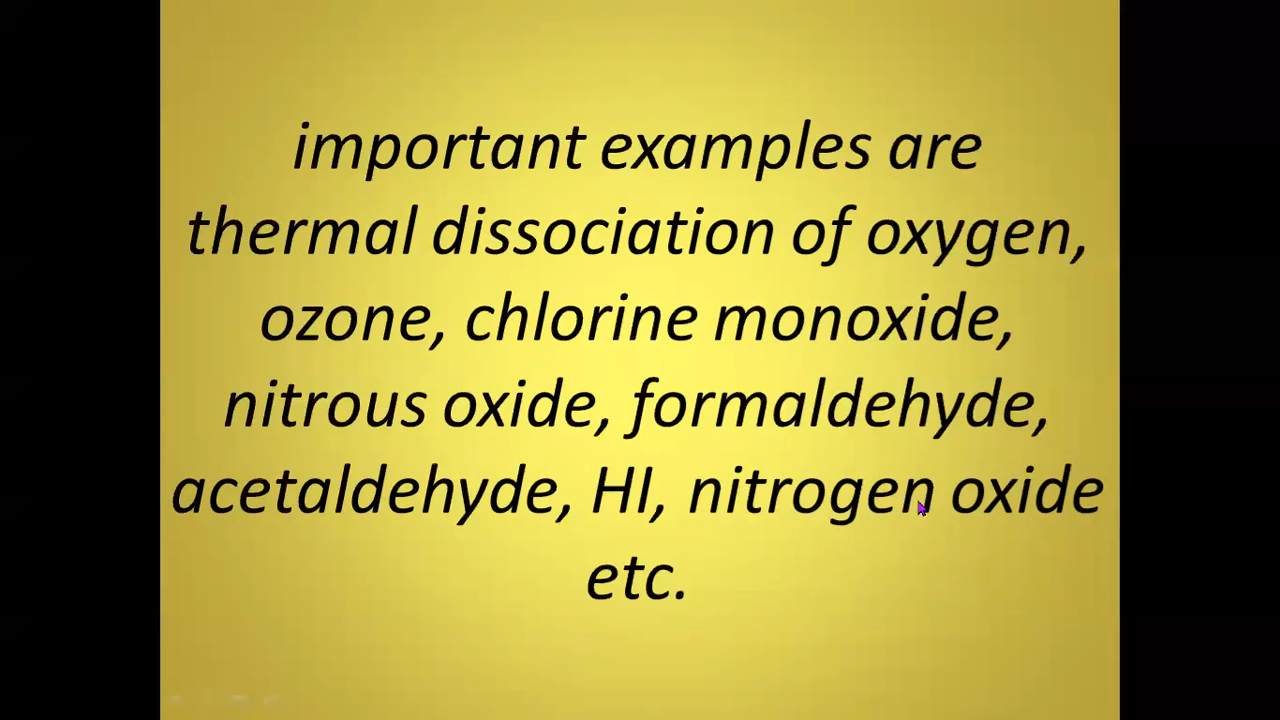 important examples are
thermal dissociation of oxygen,
ozone, chlorine monoxide,
nitrous oxide, formaldehyde,
acetaldehyde, HI, nitrogen oxide
etc.